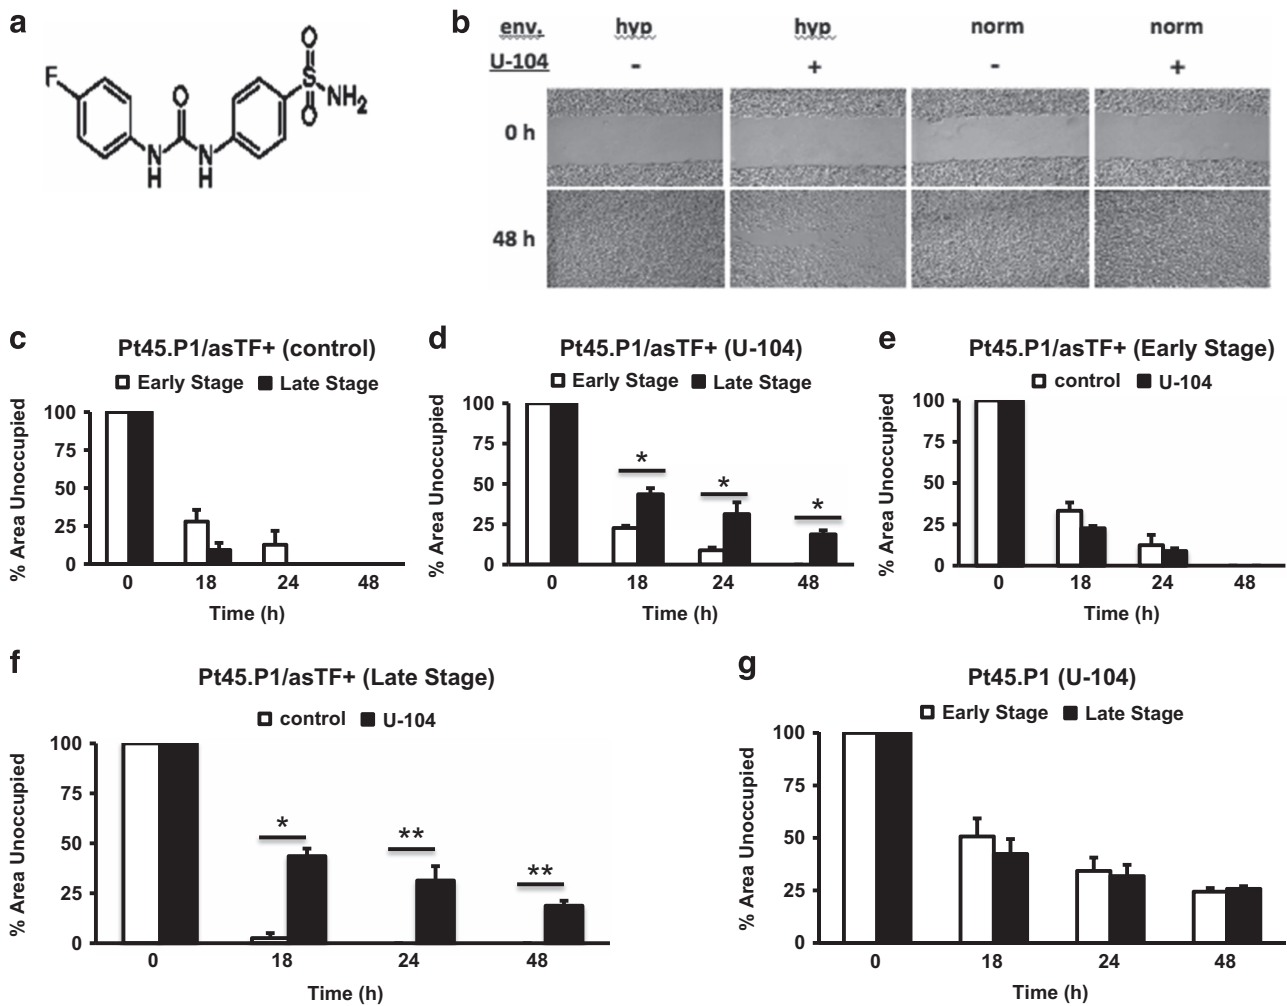 a
F
O
N
H
N
H
O
S
O
NH2
b
env. hyp hyp norm norm
U-104 - + - +
0 h
48 h
c
Pt45.P1/asTF+ (control)
Early Stage Late Stage
% Area Unoccupied
100
75
50
25
0
0 18 24 48
Time (h)
d
Pt45.P1/asTF+ (U-104)
Early Stage Late Stage
% Area Unoccupied
100
75
50
25
0
* * *
0 18 24 48
Time (h)
e
Pt45.P1/asTF+ (Early Stage)
control U-104
% Area Unoccupied
100
75
50
25
0
0 18 24 48
Time (h)
f
Pt45.P1/asTF+ (Late Stage)
control U-104
% Area Unoccupied
100
75
50
25
0
* ** **
0 18 24 48
Time (h)
g
Pt45.P1 (U-104)
Early Stage Late Stage
% Area Unoccupied
100
75
50
25
0
0 18 24 48
Time (h)